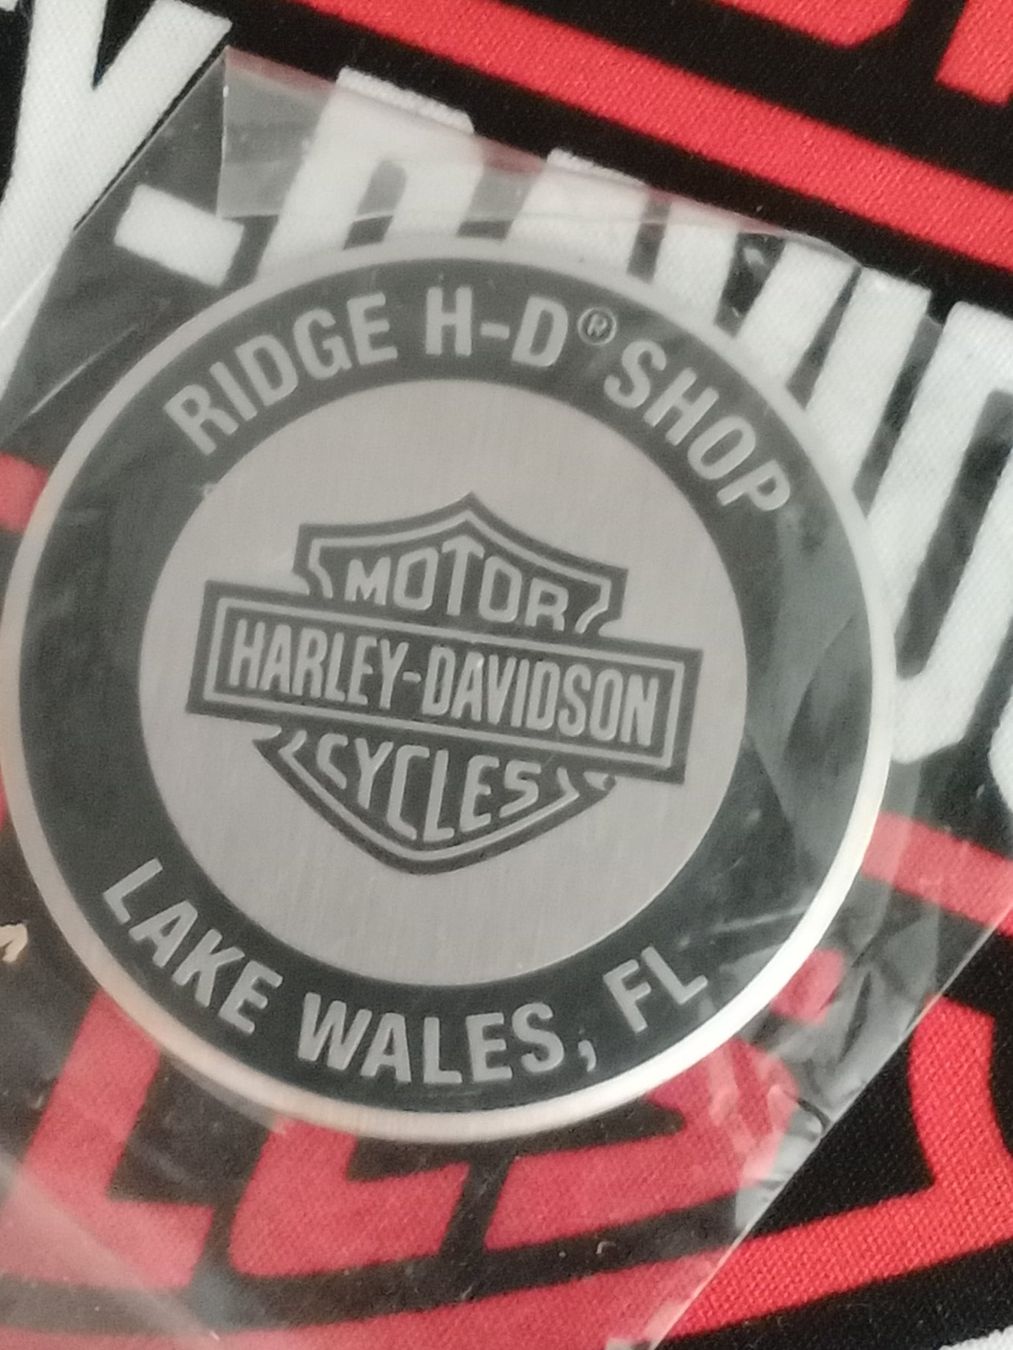 RIDGE H-D® SHOP
MOTOR
HARLEY-DAVIDSON
CYCLES
LAKE WALES, FL